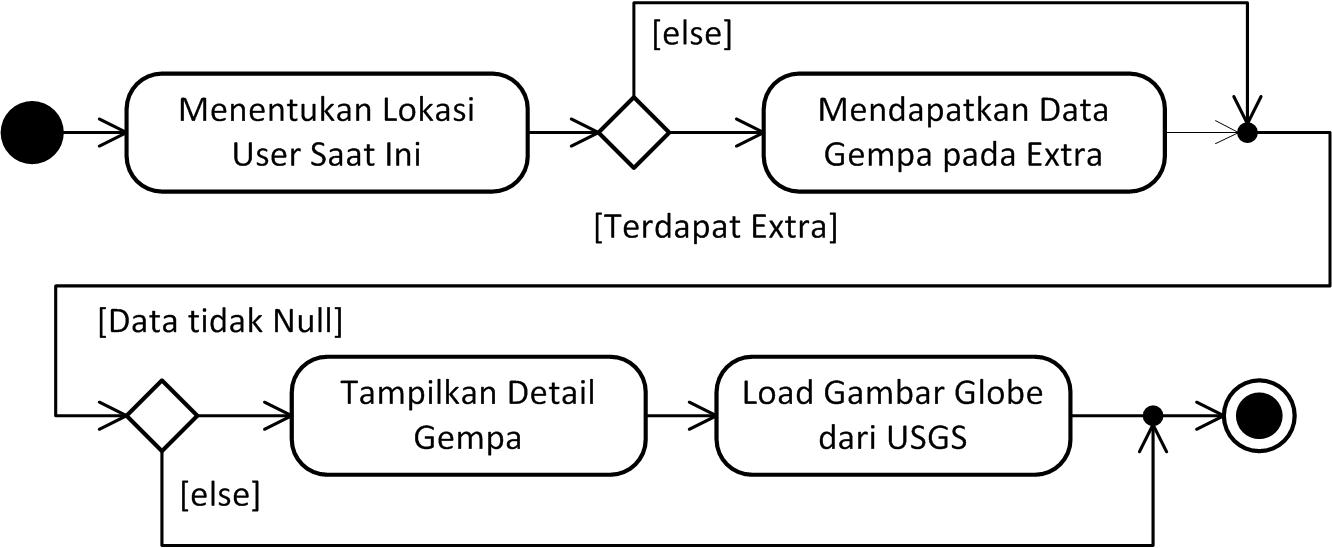 [else]
Menentukan Lokasi
User Saat Ini
Mendapatkan Data
Gempa pada Extra
[Terdapat Extra]
[Data tidak Null]
Tampilkan Detail
Gempa
Load Gambar Globe
dari USGS
[else]